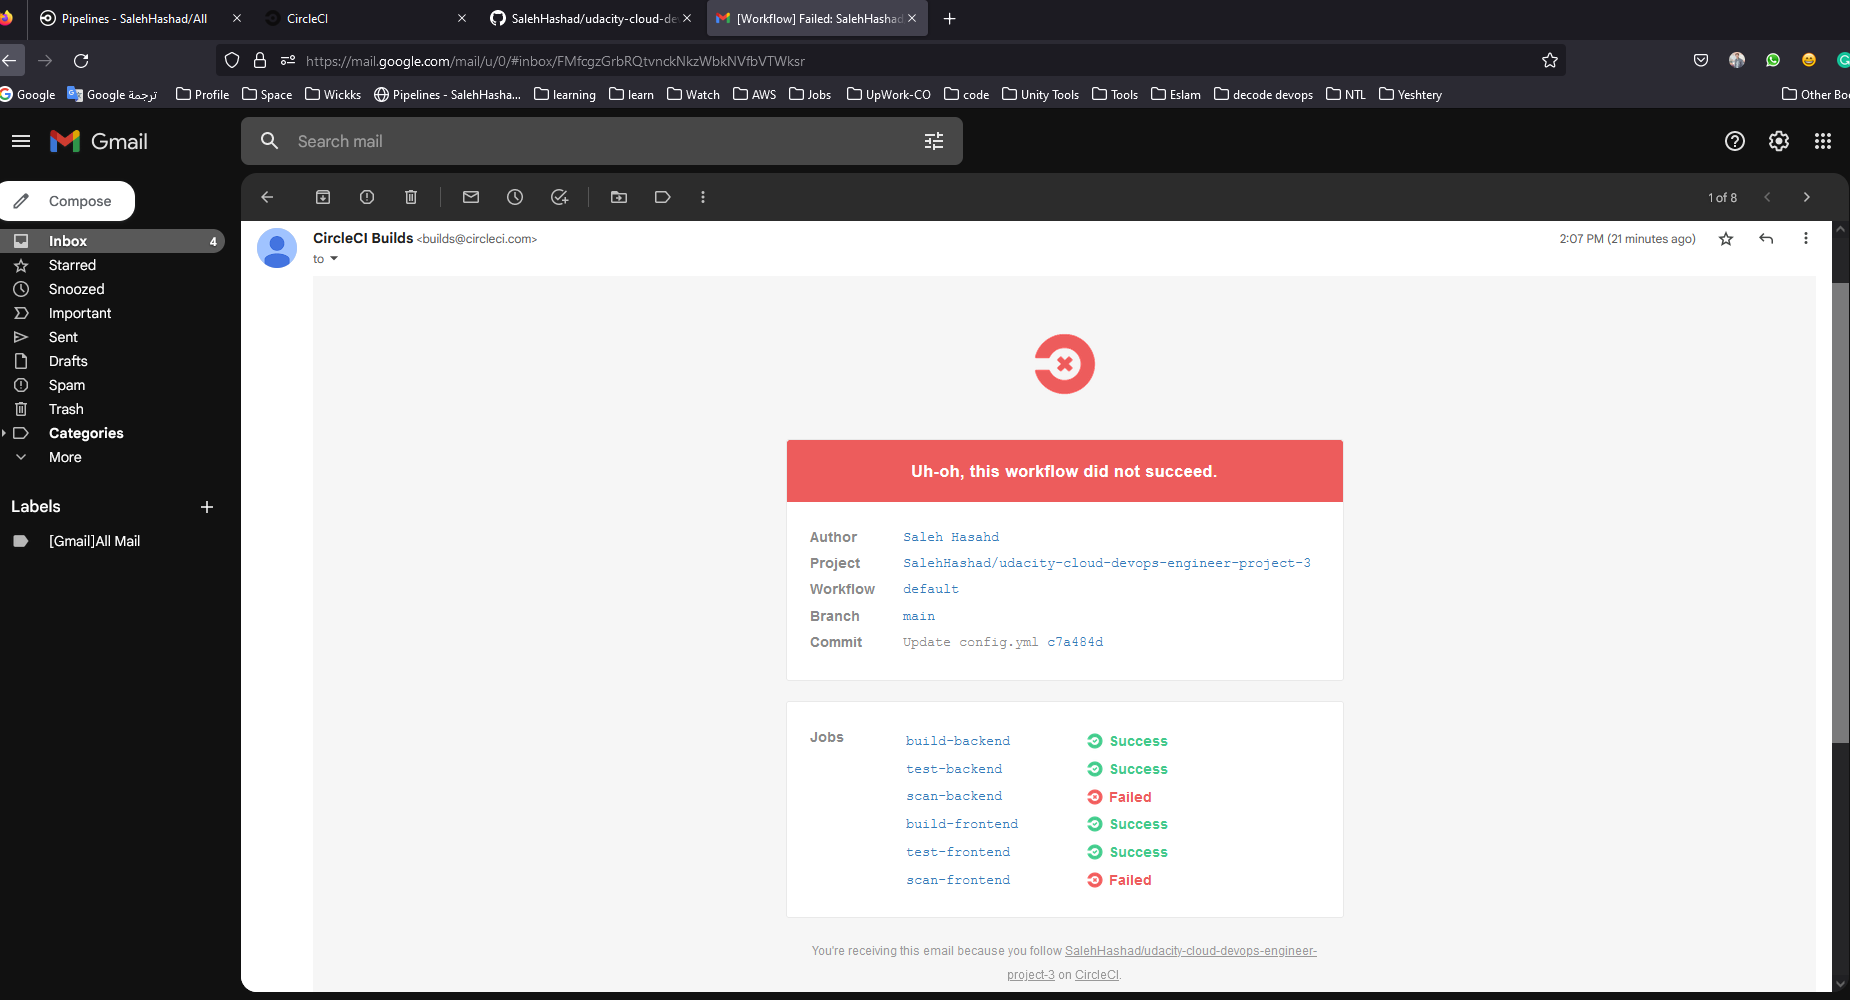 Pipelines - SalehHashad/All
CircleCI
SalehHashad/udacity-cloud-de
[Workflow] Failed: SalehHashad
https://mail.google.com/mail/u/0/#inbox/FMfcgzGrbRQtvnckNkzWbkNVfbVTWksr
Google
Google ترجمة
Profile
Space
Wickks
Pipelines - SalehHasha...
learning
learn
Watch
AWS
Jobs
UpWork-CO
code
Unity Tools
Tools
Eslam
decode devops
NTL
Yeshtery
Other Boo
Gmail
Search mail
Compose
1 of 8
Inbox 4
Starred
Snoozed
Important
Sent
Drafts
Spam
Trash
Categories
More
Labels
[Gmail]All Mail
CircleCI Builds <builds@circleci.com>
2:07 PM (21 minutes ago)
to
Uh-oh, this workflow did not succeed.
Author Saleh Hasahd
Project SalehHashad/udacity-cloud-devops-engineer-project-3
Workflow default
Branch main
Commit Update config.yml c7a484d
Jobs
build-backend Success
test-backend Success
scan-backend Failed
build-frontend Success
test-frontend Success
scan-frontend Failed
You're receiving this email because you follow SalehHashad/udacity-cloud-devops-engineer-
project-3 on CircleCI.